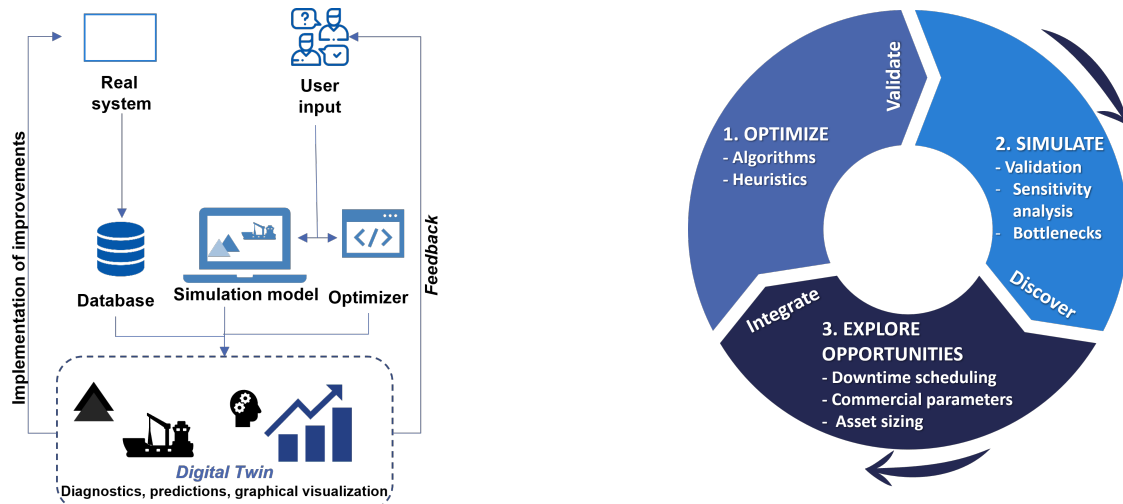 Real
system
User
input
Implementation of improvements
Feedback
Database
Simulation model
Optimizer
</>
Digital Twin
Diagnostics, predictions, graphical visualization
Validate
1. OPTIMIZE
- Algorithms
- Heuristics
2. SIMULATE
- Validation
- Sensitivity
analysis
- Bottlenecks
Discover
Integrate
3. EXPLORE
OPPORTUNITIES
- Downtime scheduling
- Commercial parameters
- Asset sizing